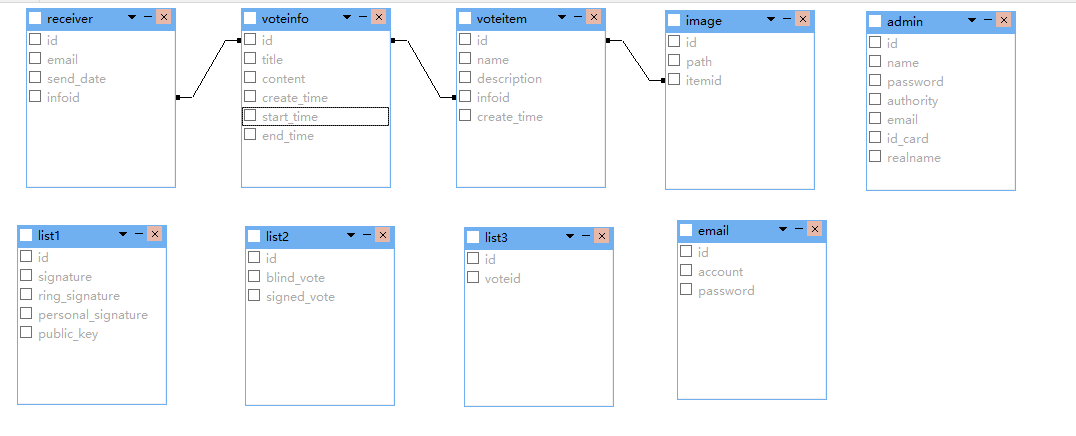 receiver
id
email
send_date
infoid
voteinfo
id
title
content
create_time
start_time
end_time
voteitem
id
name
description
infoid
create_time
image
id
path
itemid
admin
id
name
password
authority
email
id_card
realname
list1
id
signature
ring_signature
personal_signature
public_key
list2
id
blind_vote
signed_vote
list3
id
voteid
email
id
account
password